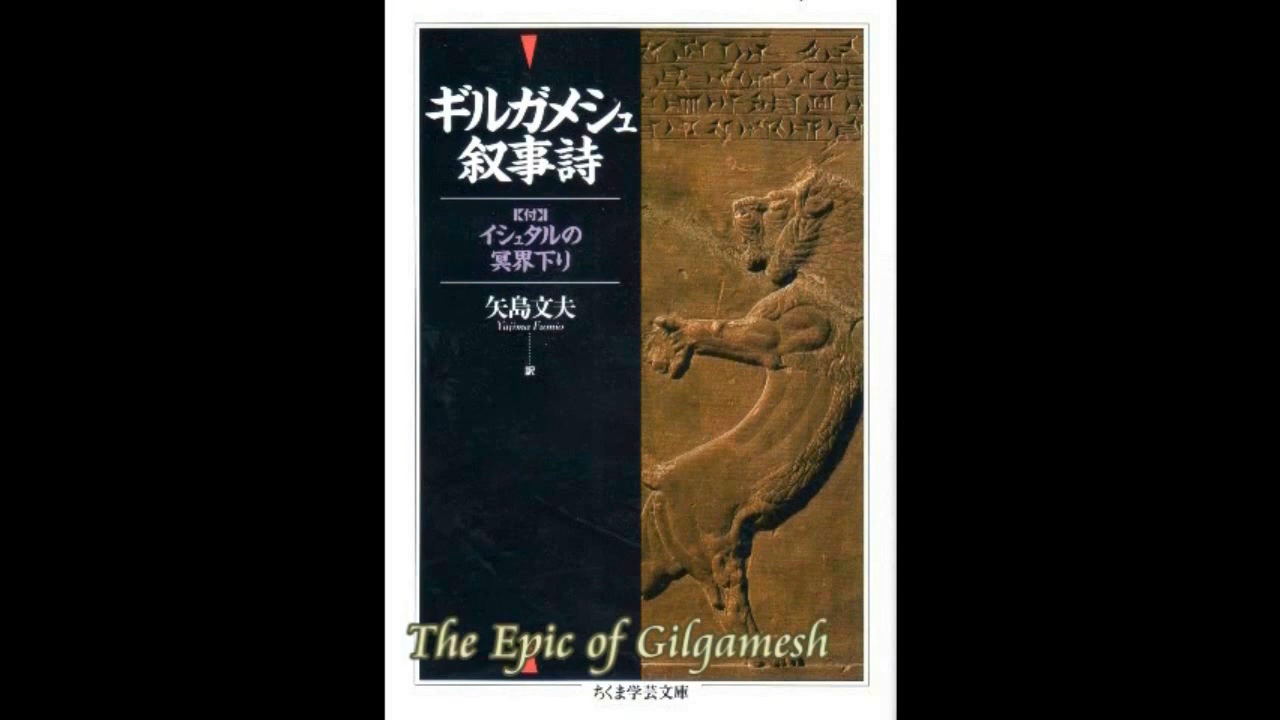 ギルガメシュ
叙事詩
【付】
イシュタルの
冥界下り
矢島文夫
Yajima Fumio
訳
The Epic of Gilgamesh
ちくま学芸文庫